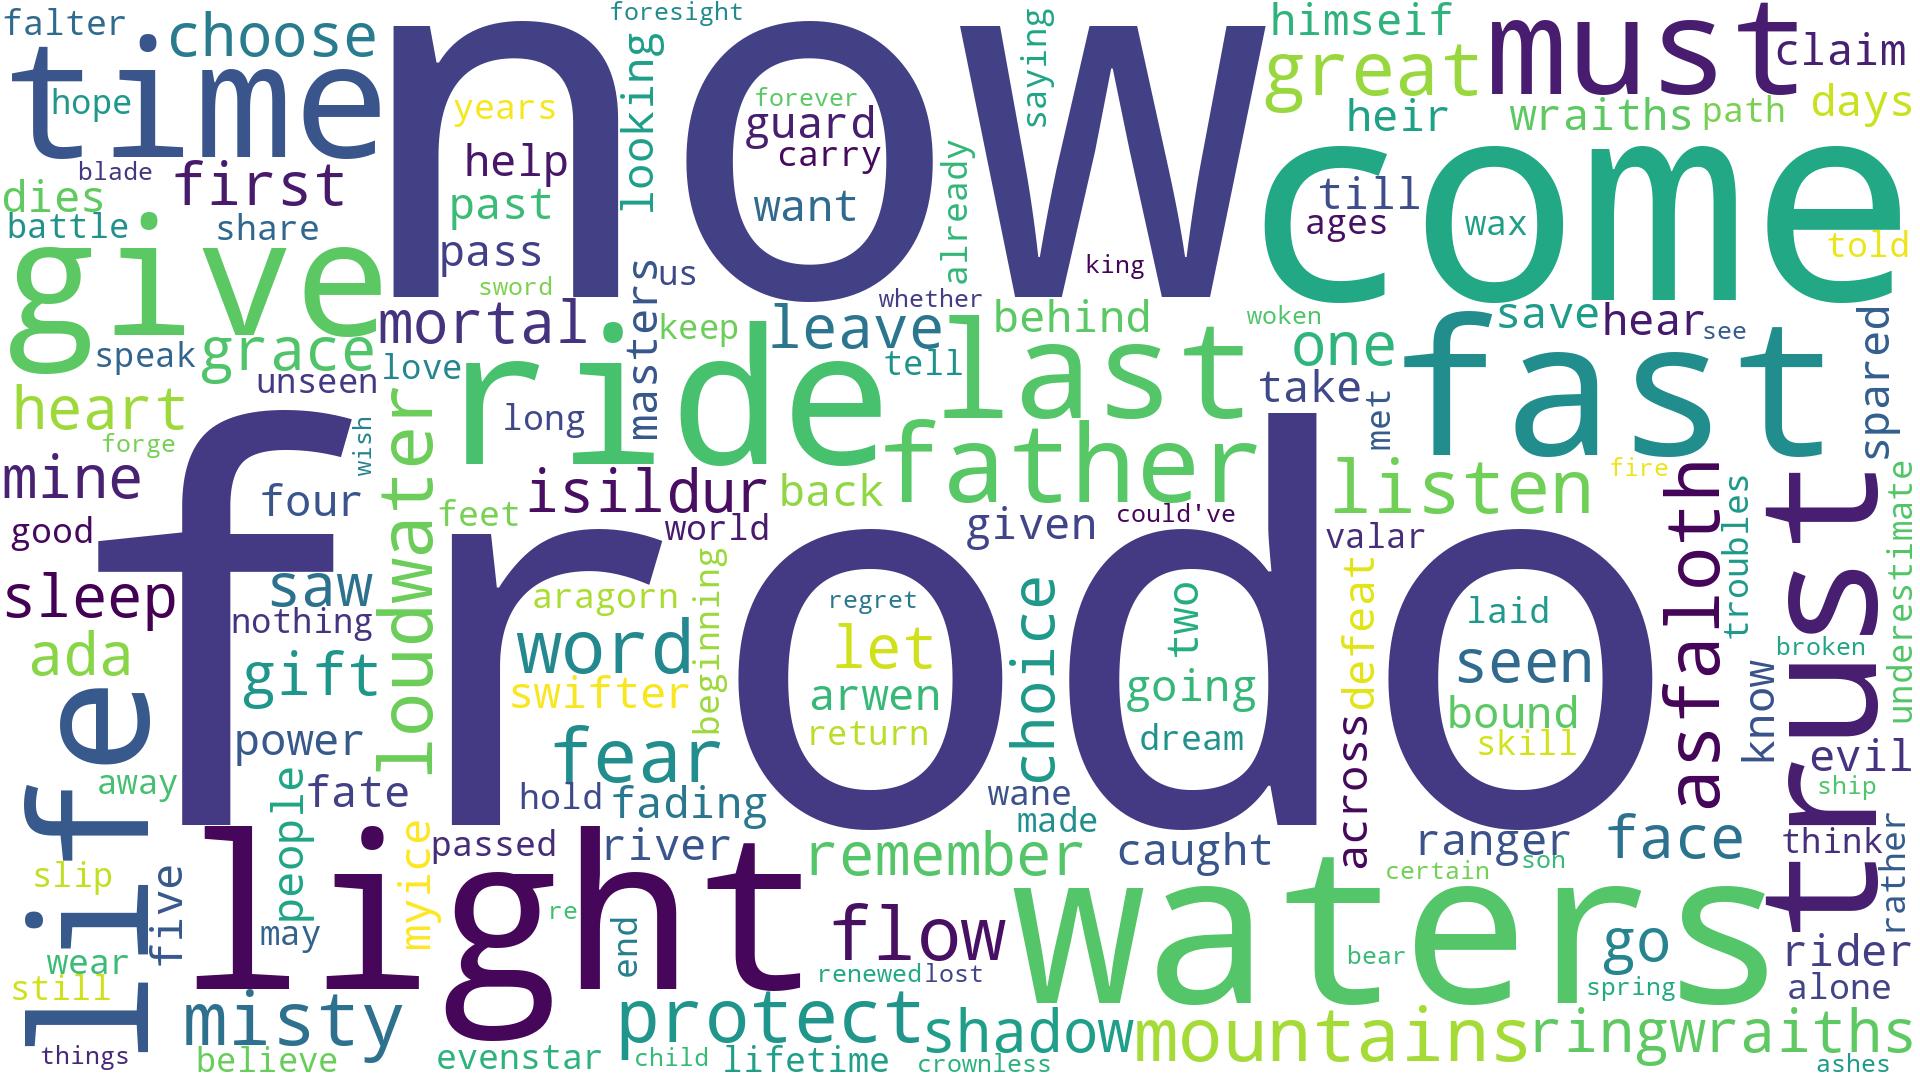 falter
choose
time
hope
now
years
help
past
pass
sword
looking
foresight
forever
guard
carry
want
saying
already
king
whether
himseif
great
must
claim
heir
wraiths
path
days
come
till
ages
wax
told
blade
first
dies
battle
share
give
speak
grace
mortal
masters
us
keep
leave
behind
woken
one
save
hear
see
spared
unseen
love
ride
tell
last
take
met
fast
heart
forge
wish
loudwater
long
father
listen
fire
mine
four
feet
isildur
back
world
given
could've
valar
asfaloth
troubles
trust
underestimate
good
frodo
sleep
saw
nothing
ada
gift
life
power
away
people
fate
aragorn
word
swifter
beginning
fear
hold
fading
regret
let
arwen
return
choice
two
going
dream
wane
made
across
defeat
laid
seen
bound
skill
know
broken
evil
ship
think
rather
light
myice
passed
river
remember
caught
ranger
son
certain
face
slip
five
may
wear
still
re
end
flow
renewed
lost
waters
bear
go
spring
rider
alone
misty
things
believe
evenstar
protect
child
lifetime
shadow
crownless
mountains
ringwraiths
ashes